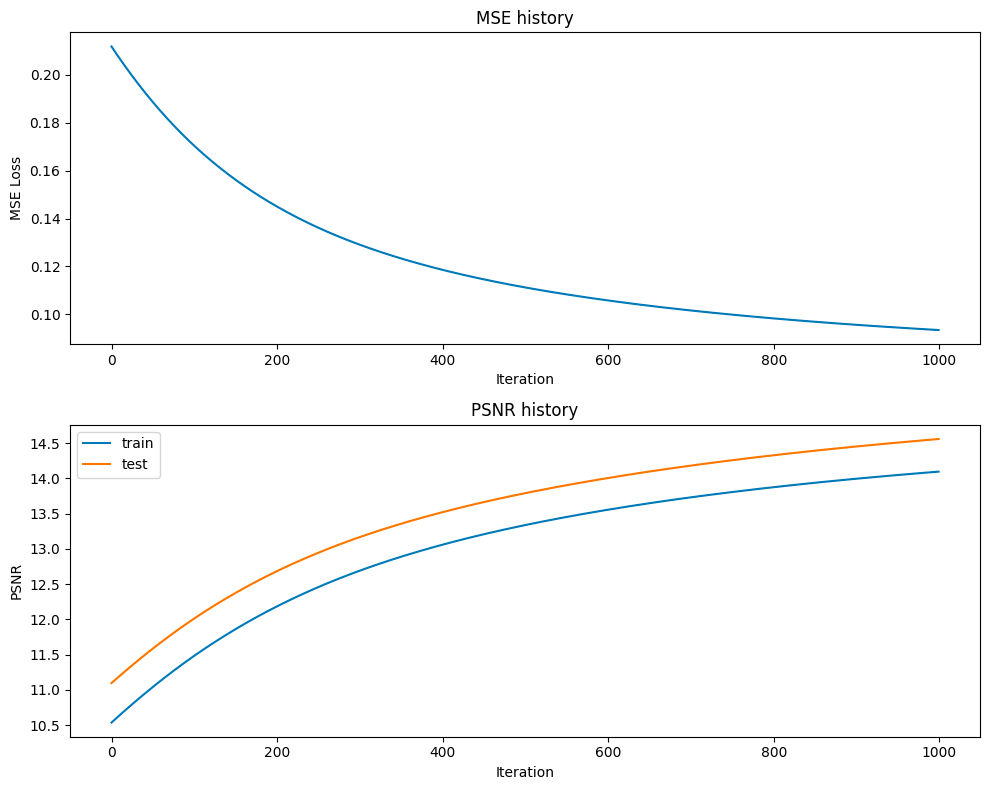 MSE history
0.20
0.18
0.16
0.14
0.12
0.10
MSE Loss
0 200 400 600 800 1000
Iteration
PSNR history
train
test
14.5
14.0
13.5
13.0
12.5
12.0
11.5
11.0
10.5
PSNR
0 200 400 600 800 1000
Iteration